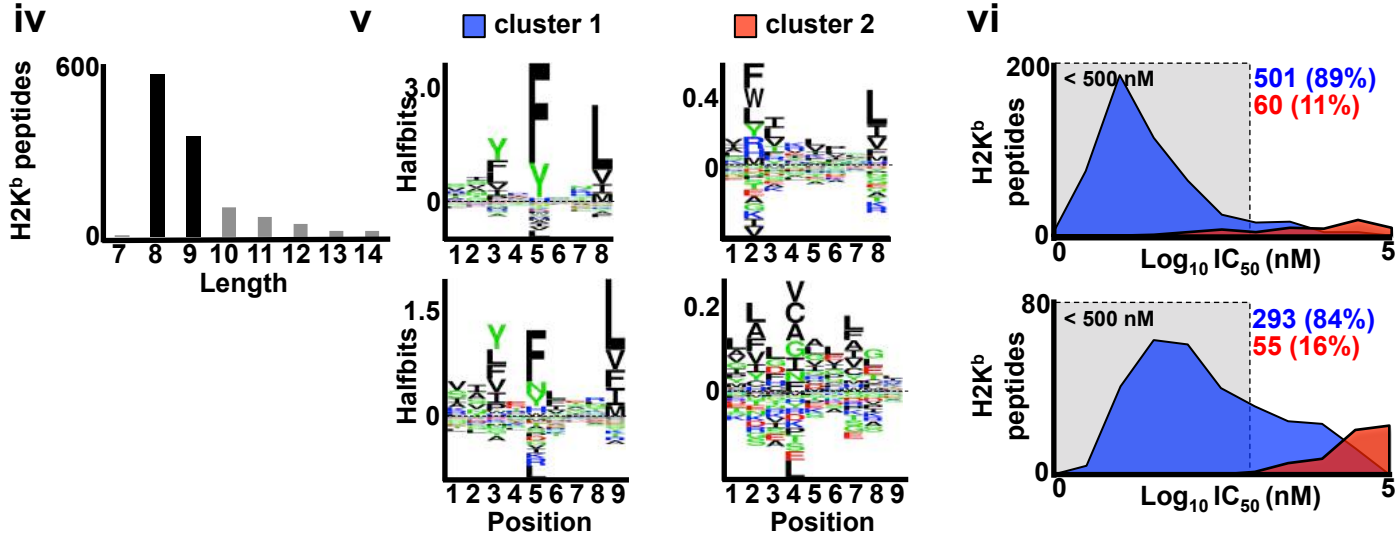 iv
v
cluster 1
cluster 2
vi
600
0
H2Kᵇ peptides
7 8 9 10 11 12 13 14
Length
Halfbits
3.0
0
1 2 3 4 5 6 7 8
0.4
0
1 2 3 4 5 6 7 8
200
0
H2Kᵇ
peptides
< 500 nM
501 (89%)
60 (11%)
0
5
Log₁₀ IC₅₀ (nM)
Halfbits
1.5
0
1 2 3 4 5 6 7 8 9
Position
0.2
0
1 2 3 4 5 6 7 8 9
Position
80
0
H2Kᵇ
peptides
< 500 nM
293 (84%)
55 (16%)
0
5
Log₁₀ IC₅₀ (nM)